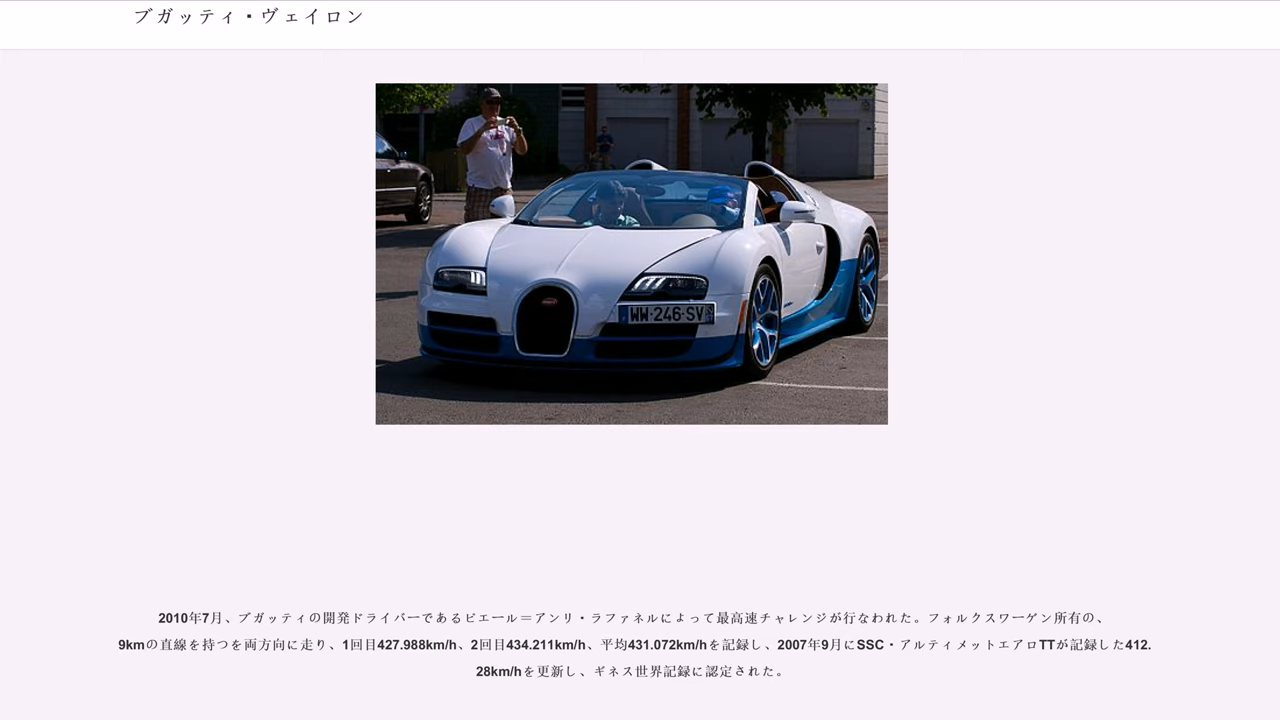 ブガッティ・ヴェイロン
WW-246-SV
2010年7月、ブガッティの開発ドライバーであるピエール＝アンリ・ラファネルによって最高速チャレンジが行なわれた。フォルクスワーゲン所有の、
9kmの直線を持つを両方向に走り、1回目427.988km/h、2回目434.211km/h、平均431.072km/hを記録し、2007年9月にSSC・アルティメットエアロTTが記録した412.
28km/hを更新し、ギネス世界記録に認定された。